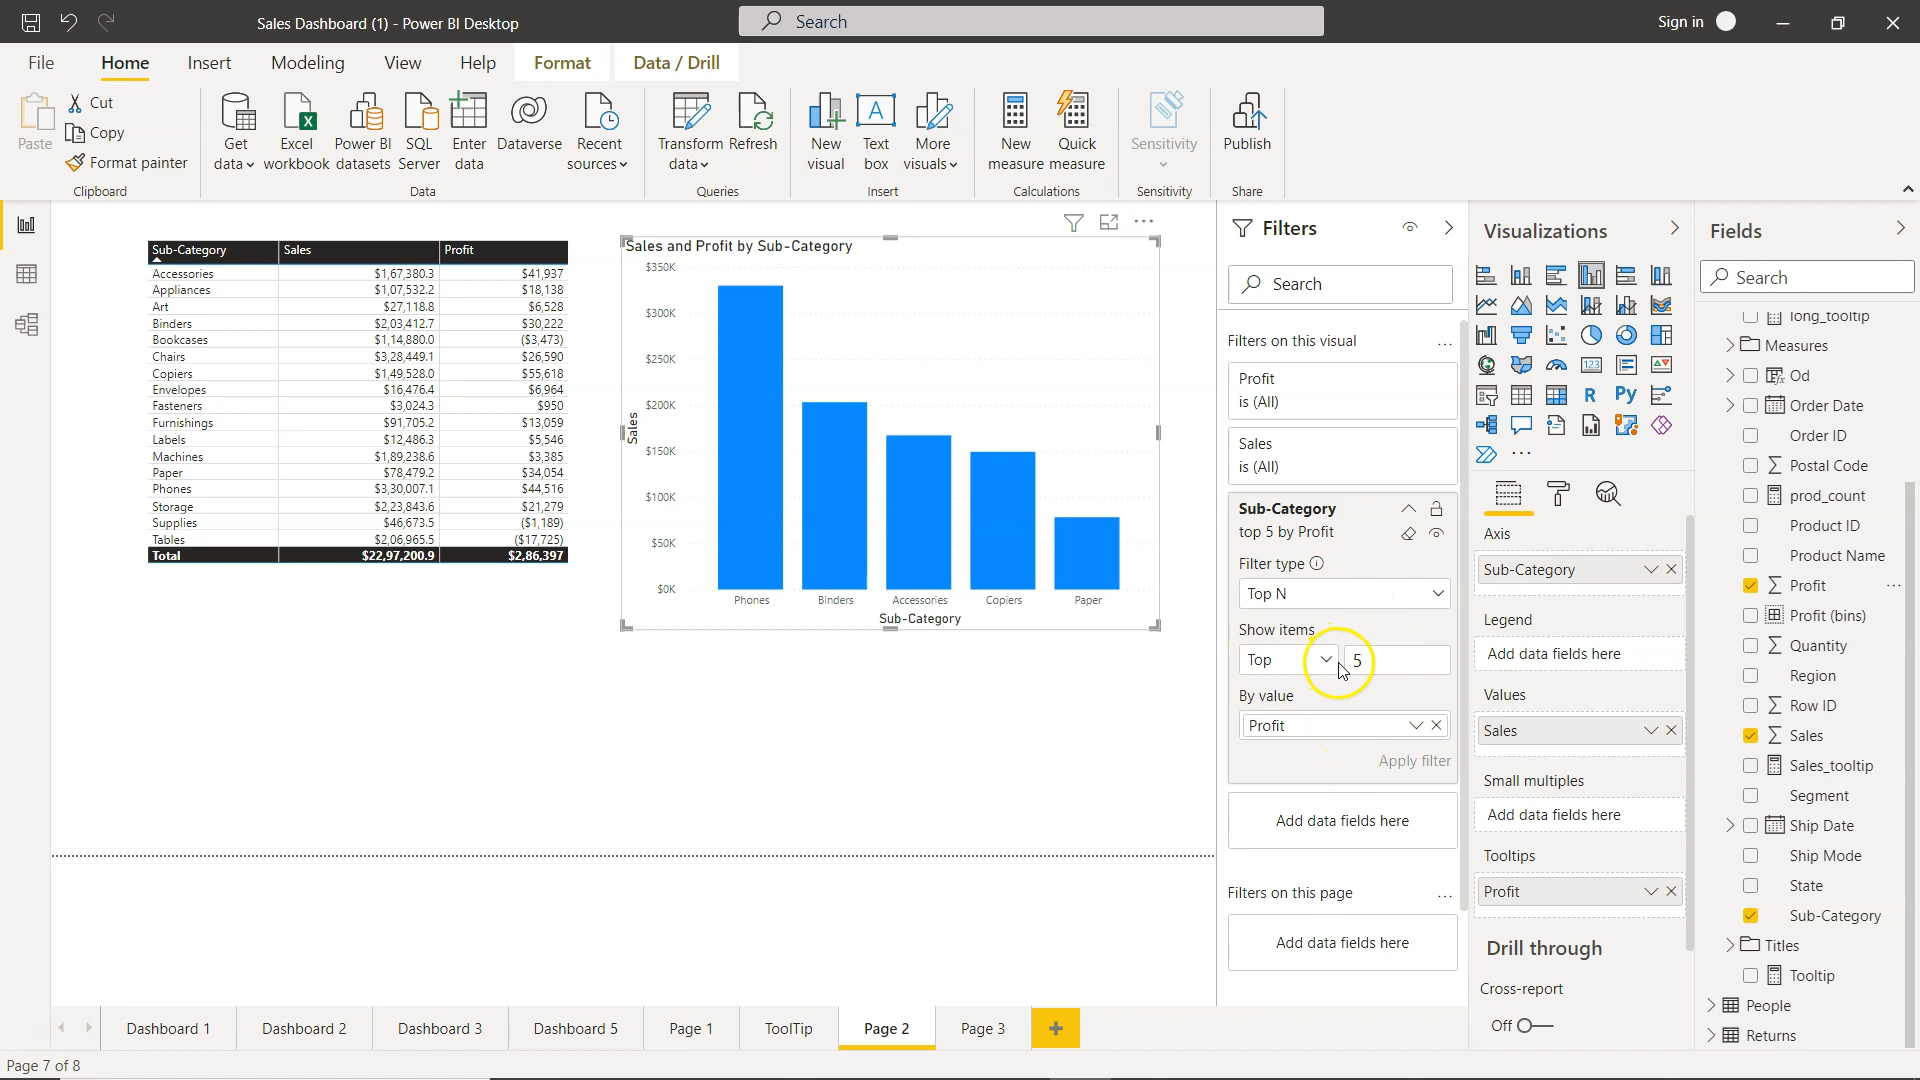 Sales Dashboard (1) - Power BI Desktop
Search
Sign in
File Home Insert Modeling View Help Format Data / Drill
Paste
Cut
Copy
Format painter
Clipboard
Get data
Excel workbook
Power BI datasets
SQL Server
Enter data
Dataverse
Recent sources
Data
Transform data
Refresh
Queries
New visual
Text box
More visuals
Insert
New measure
Quick measure
Calculations
Sensitivity
Sensitivity
Publish
Share
Sub-Category Sales Profit
Accessories $1,67,380.3 $41,937
Appliances $1,07,532.2 $18,138
Art $27,118.8 $6,528
Binders $2,03,412.7 $30,222
Bookcases $1,14,880.0 ($3,473)
Chairs $3,28,449.1 $26,590
Copiers $1,49,528.0 $55,618
Envelopes $16,476.4 $6,964
Fasteners $3,024.3 $950
Furnishings $91,705.2 $13,059
Labels $12,486.3 $5,546
Machines $1,89,238.6 $3,385
Paper $78,479.2 $34,054
Phones $3,30,007.1 $44,516
Storage $2,23,843.6 $21,279
Supplies $46,673.5 ($1,189)
Tables $2,06,965.5 ($17,725)
Total $22,97,200.9 $2,86,397
Sales and Profit by Sub-Category
$350K
$300K
$250K
$200K
$150K
$100K
$50K
$0K
Sales
Phones Binders Accessories Copiers Paper
Sub-Category
Filters
Search
Filters on this visual
Profit
is (All)
Sales
is (All)
Sub-Category
top 5 by Profit
Filter type
Top N
Show items
Top 5
By value
Profit
Apply filter
Add data fields here
Filters on this page
Add data fields here
Visualizations
R Py
123
Axis
Sub-Category
Legend
Add data fields here
Values
Sales
Small multiples
Add data fields here
Tooltips
Profit
Drill through
Cross-report
Off
Fields
Search
long_tooltip
Measures
Od
Order Date
Order ID
Postal Code
prod_count
Product ID
Product Name
Profit
Profit (bins)
Quantity
Region
Row ID
Sales
Sales_tooltip
Segment
Ship Date
Ship Mode
State
Sub-Category
Titles
Tooltip
People
Returns
Dashboard 1 Dashboard 2 Dashboard 3 Dashboard 5 Page 1 ToolTip Page 2 Page 3
Page 7 of 8